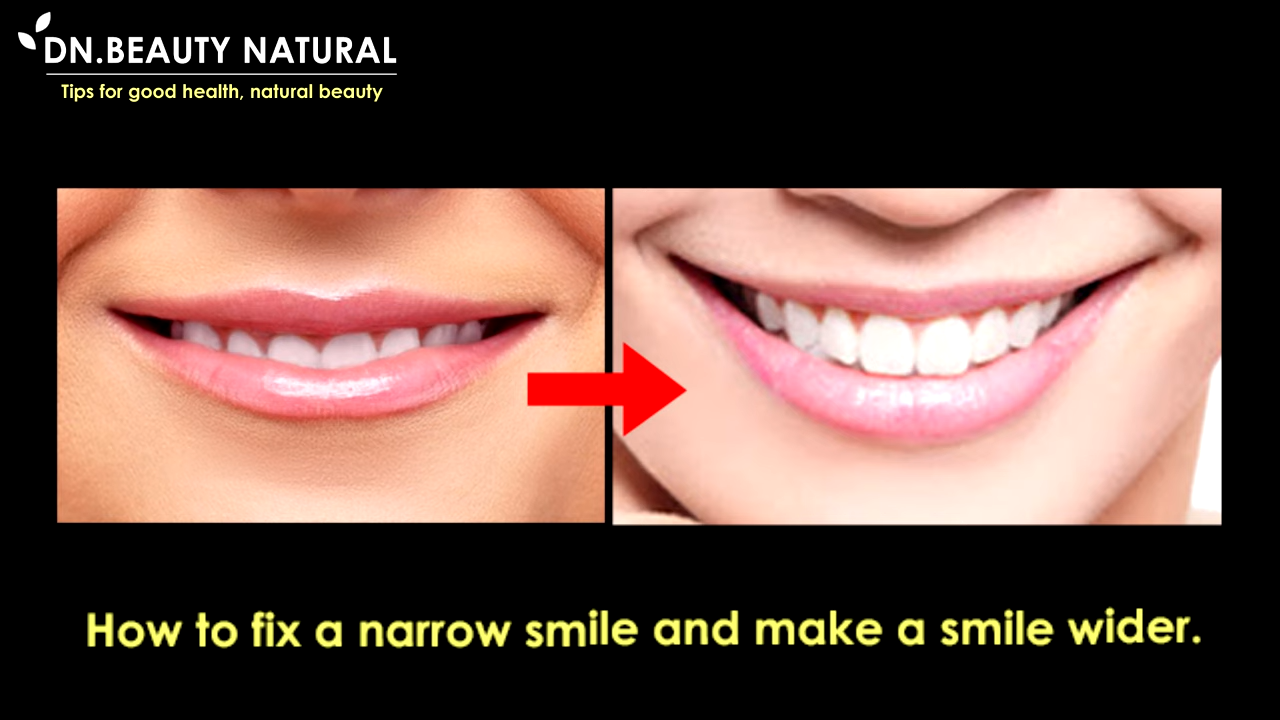 DN.BEAUTY NATURAL
Tips for good health, natural beauty
How to fix a narrow smile and make a smile wider.